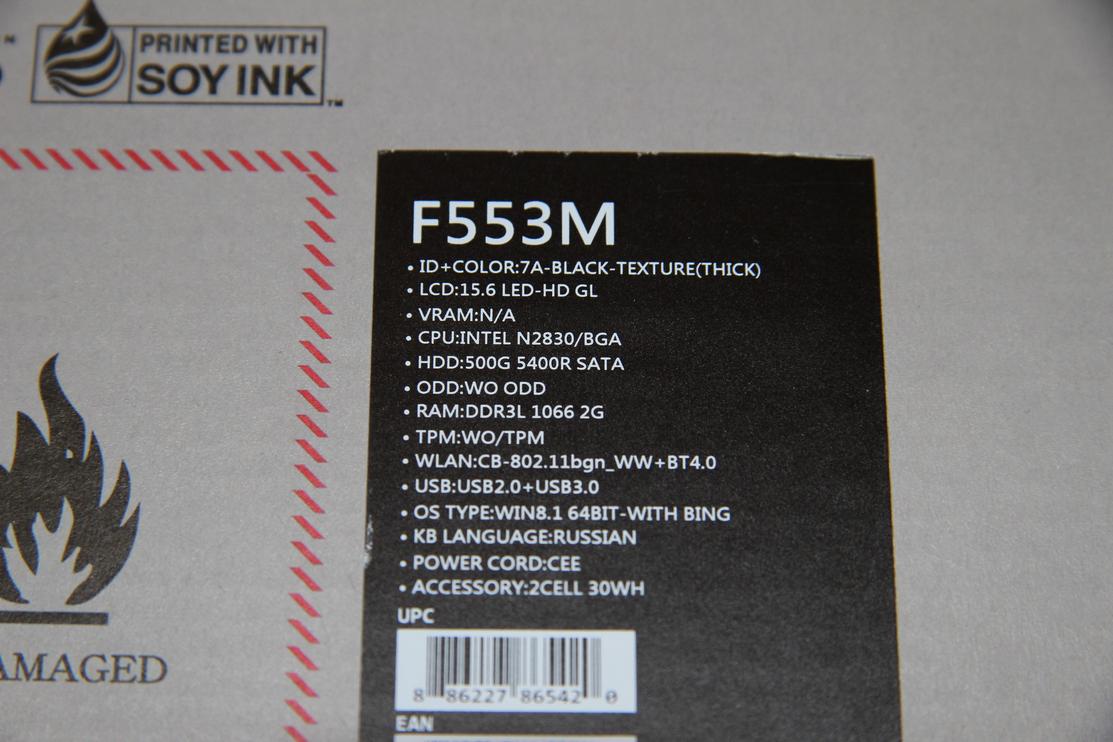 PRINTED WITH
SOY INK
TM
F553M
• ID+COLOR:7A-BLACK-TEXTURE(THICK)
• LCD:15.6 LED-HD GL
• VRAM:N/A
• CPU:INTEL N2830/BGA
• HDD:500G 5400R SATA
• ODD:WO ODD
• RAM:DDR3L 1066 2G
• TPM:WO/TPM
• WLAN:CB-802.11bgn_WW+BT4.0
• USB:USB2.0+USB3.0
• OS TYPE:WIN8.1 64BIT-WITH BING
• KB LANGUAGE:RUSSIAN
• POWER CORD:CEE
• ACCESSORY:2CELL 30WH
UPC
8 86227 86542 0
EAN
AMAGED